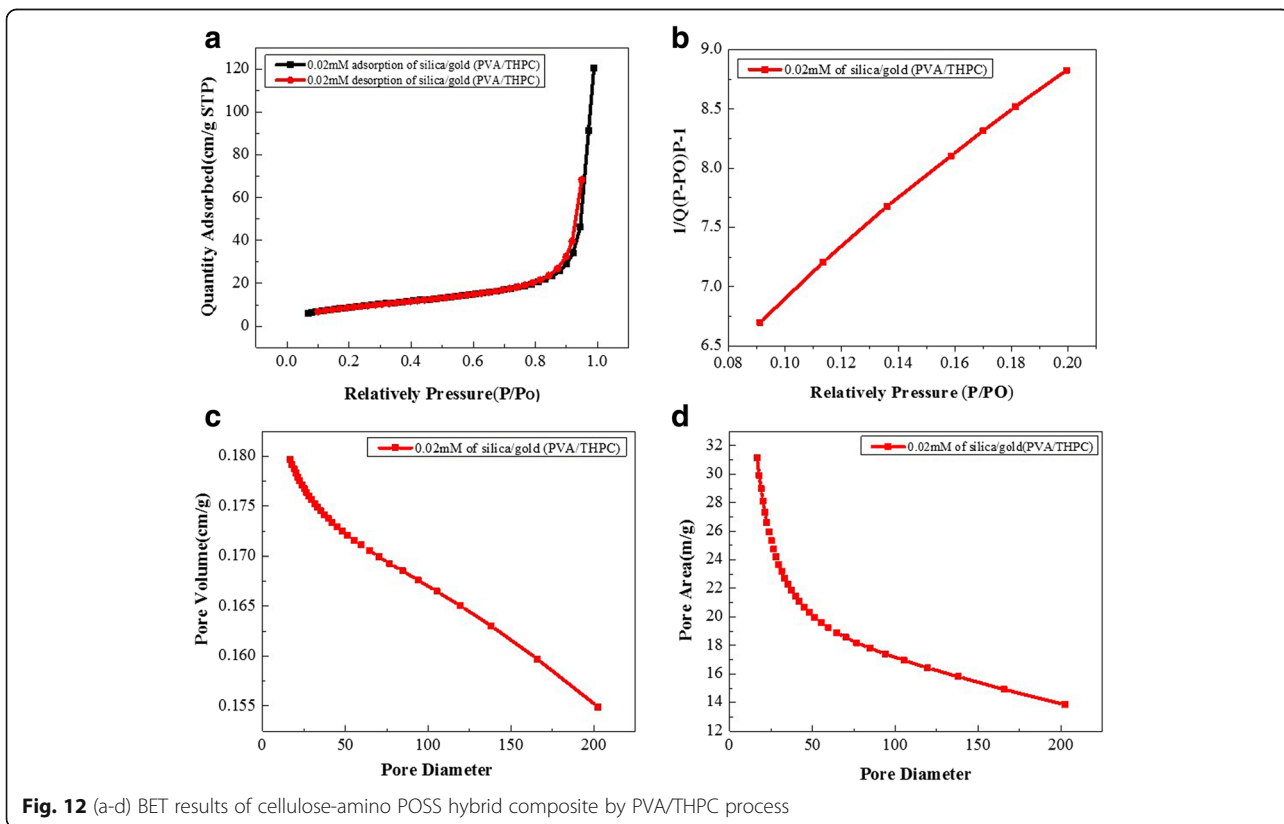 a
0.02mM adsorption of silica/gold (PVA/THPC)
0.02mM desorption of silica/gold (PVA/THPC)
120
100
80
60
40
20
0
0.0 0.2 0.4 0.6 0.8 1.0
Quantity Adsorbed(cm/g STP)
Relatively Pressure(P/Po)
b
0.02mM of silica/gold (PVA/THPC)
9.0
8.5
8.0
7.5
7.0
6.5
0.08 0.10 0.12 0.14 0.16 0.18 0.20
1/Q(P-PO)P-1
Relatively Pressure (P/PO)
c
0.02mM of silica/gold (PVA/THPC)
0.180
0.175
0.170
0.165
0.160
0.155
0 50 100 150 200
Pore Volume(cm/g)
Pore Diameter
d
0.02mM of silica/gold(PVA/THPC)
32
30
28
26
24
22
20
18
16
14
12
0 50 100 150 200
Pore Area(m/g)
Pore Diameter
Fig. 12 (a-d) BET results of cellulose-amino POSS hybrid composite by PVA/THPC process